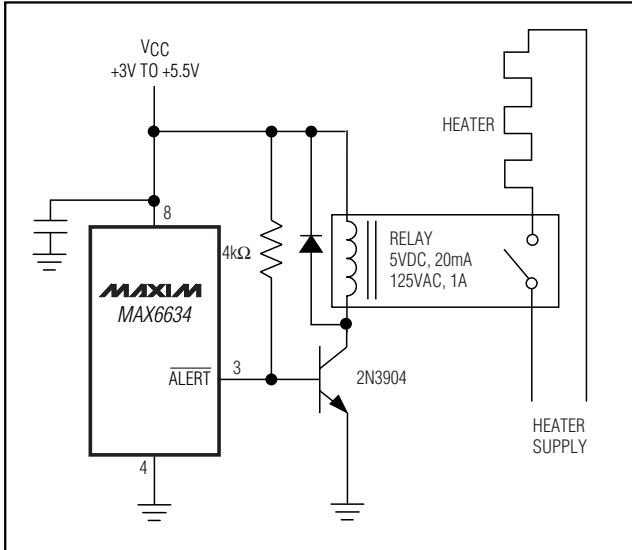 VCC
+3V TO +5.5V
HEATER
8
4kΩ
RELAY
5VDC, 20mA
125VAC, 1A
MAXIM
MAX6634
ALERT
3
2N3904
4
HEATER
SUPPLY